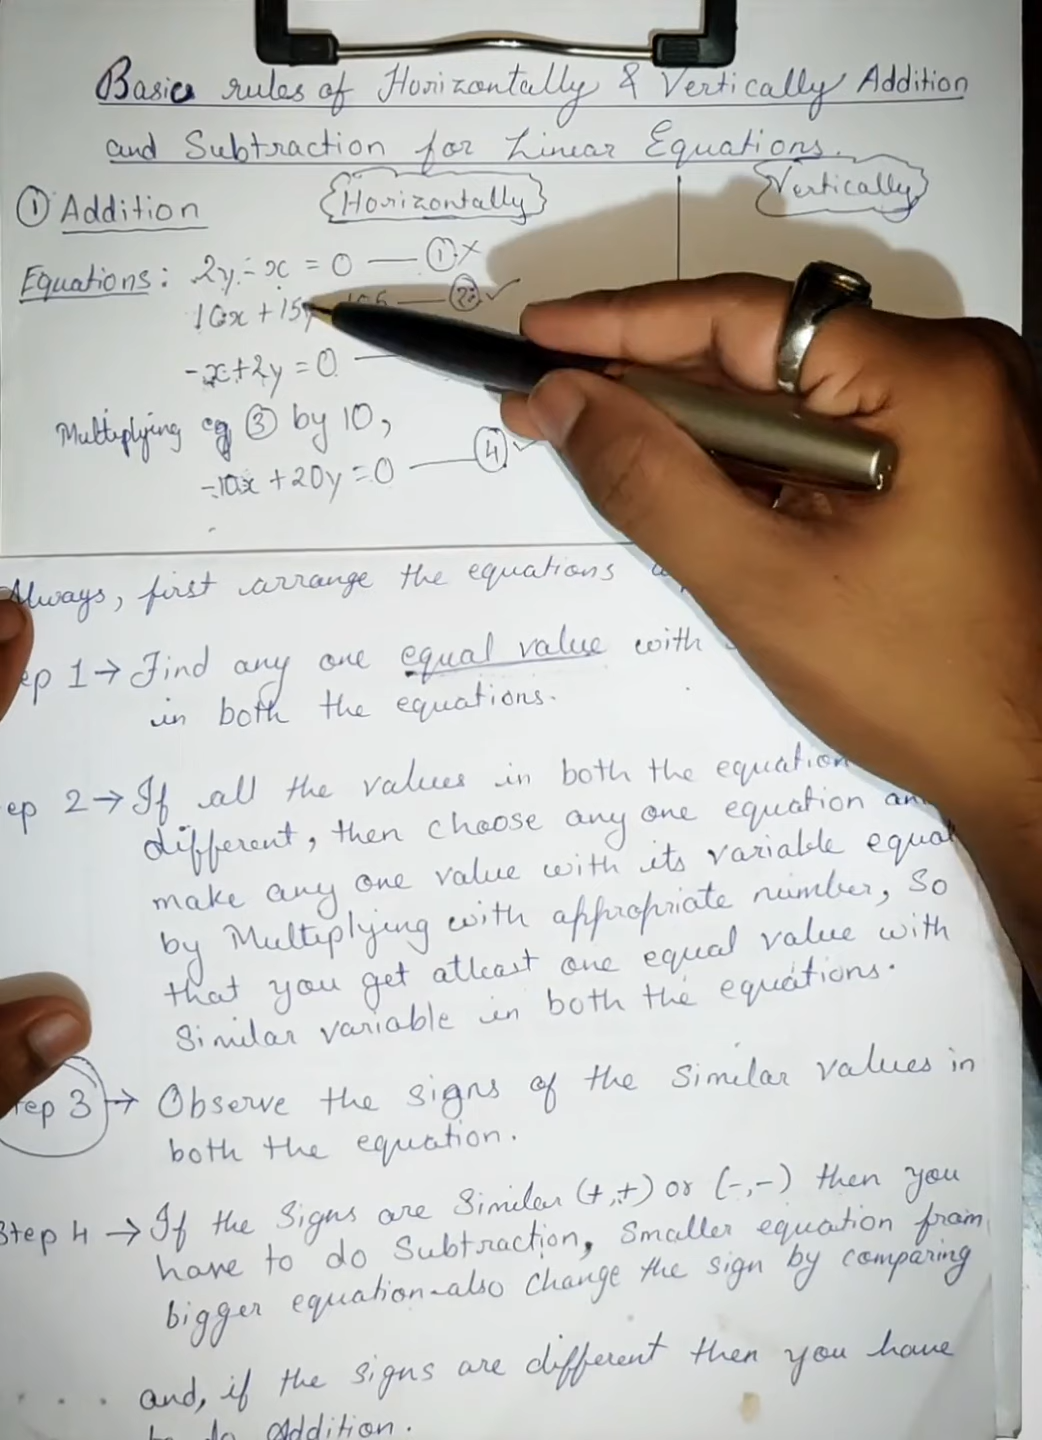 Basic rules of Horizontally & Vertically Addition
and Subtraction for Linear Equations.
① Addition
Horizontally
Vertically
Equations: 2y - x = 0 — ① ×
10x + 15y 105 — ② ✓
-x+2y = 0 —
Multiplying eq ③ by 10,
-10x + 20y = 0 — ④ ✓
Always, first arrange the equations
ep 1 → Find any one equal value with
in both the equations.
ep 2 → If all the values in both the equation
different, then choose any one equation an
make any one value with its variable equal
by Multiplying with appropriate number, So
that you get atleast one equal value with
Similar variable in both the equations.
tep 3 → Observe the signs of the Similar values in
both the equation.
Step 4 → If the Signs are Similar (+,+) or (-,-) then you
have to do Subtraction, Smaller equation from
bigger equation-also Change the sign by comparing
and, if the signs are different then you have
to do Addition.